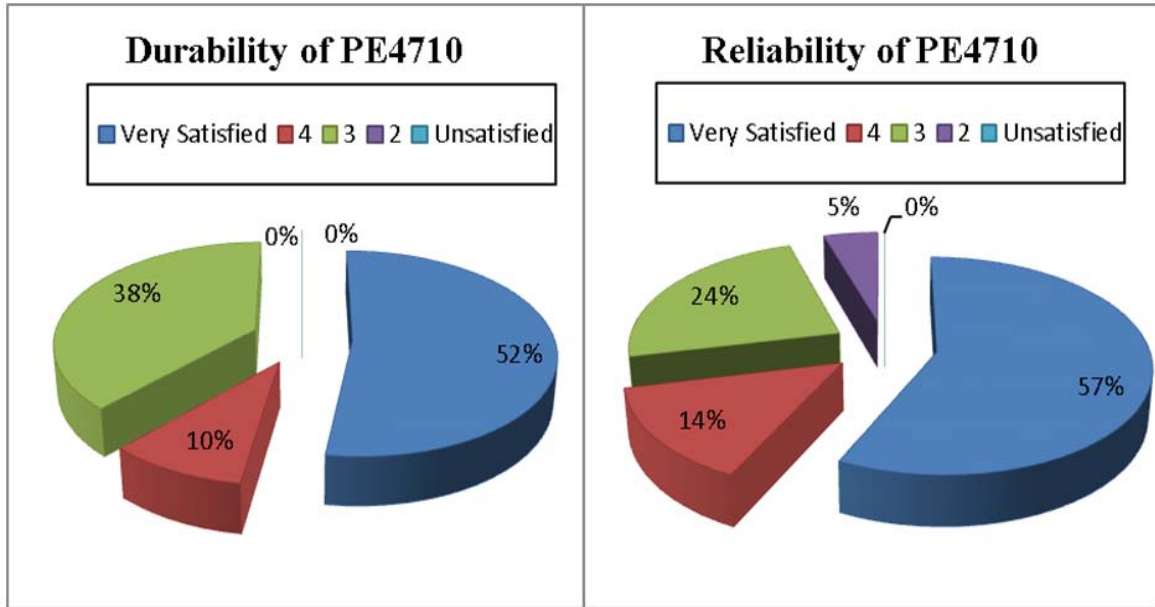 Durability of PE4710
Very Satisfied 4 3 2 Unsatisfied
0% 0%
38%
52%
10%
Reliability of PE4710
Very Satisfied 4 3 2 Unsatisfied
5% 0%
24%
57%
14%